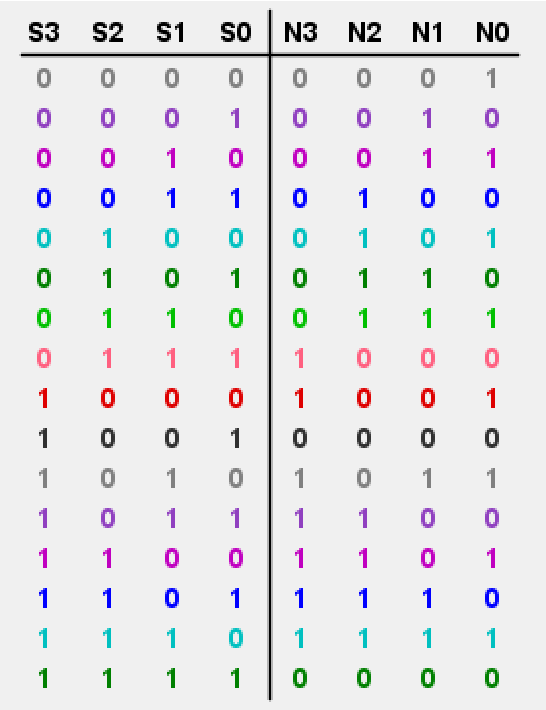 S3 S2 S1 S0 N3 N2 N1 N0
0 0 0 0 0 0 0 1
0 0 0 1 0 0 1 0
0 0 1 0 0 0 1 1
0 0 1 1 0 1 0 0
0 1 0 0 0 1 0 1
0 1 0 1 0 1 1 0
0 1 1 0 0 1 1 1
0 1 1 1 1 0 0 0
1 0 0 0 1 0 0 1
1 0 0 1 0 0 0 0
1 0 1 0 1 0 1 1
1 0 1 1 1 1 0 0
1 1 0 0 1 1 0 1
1 1 0 1 1 1 1 0
1 1 1 0 1 1 1 1
1 1 1 1 0 0 0 0